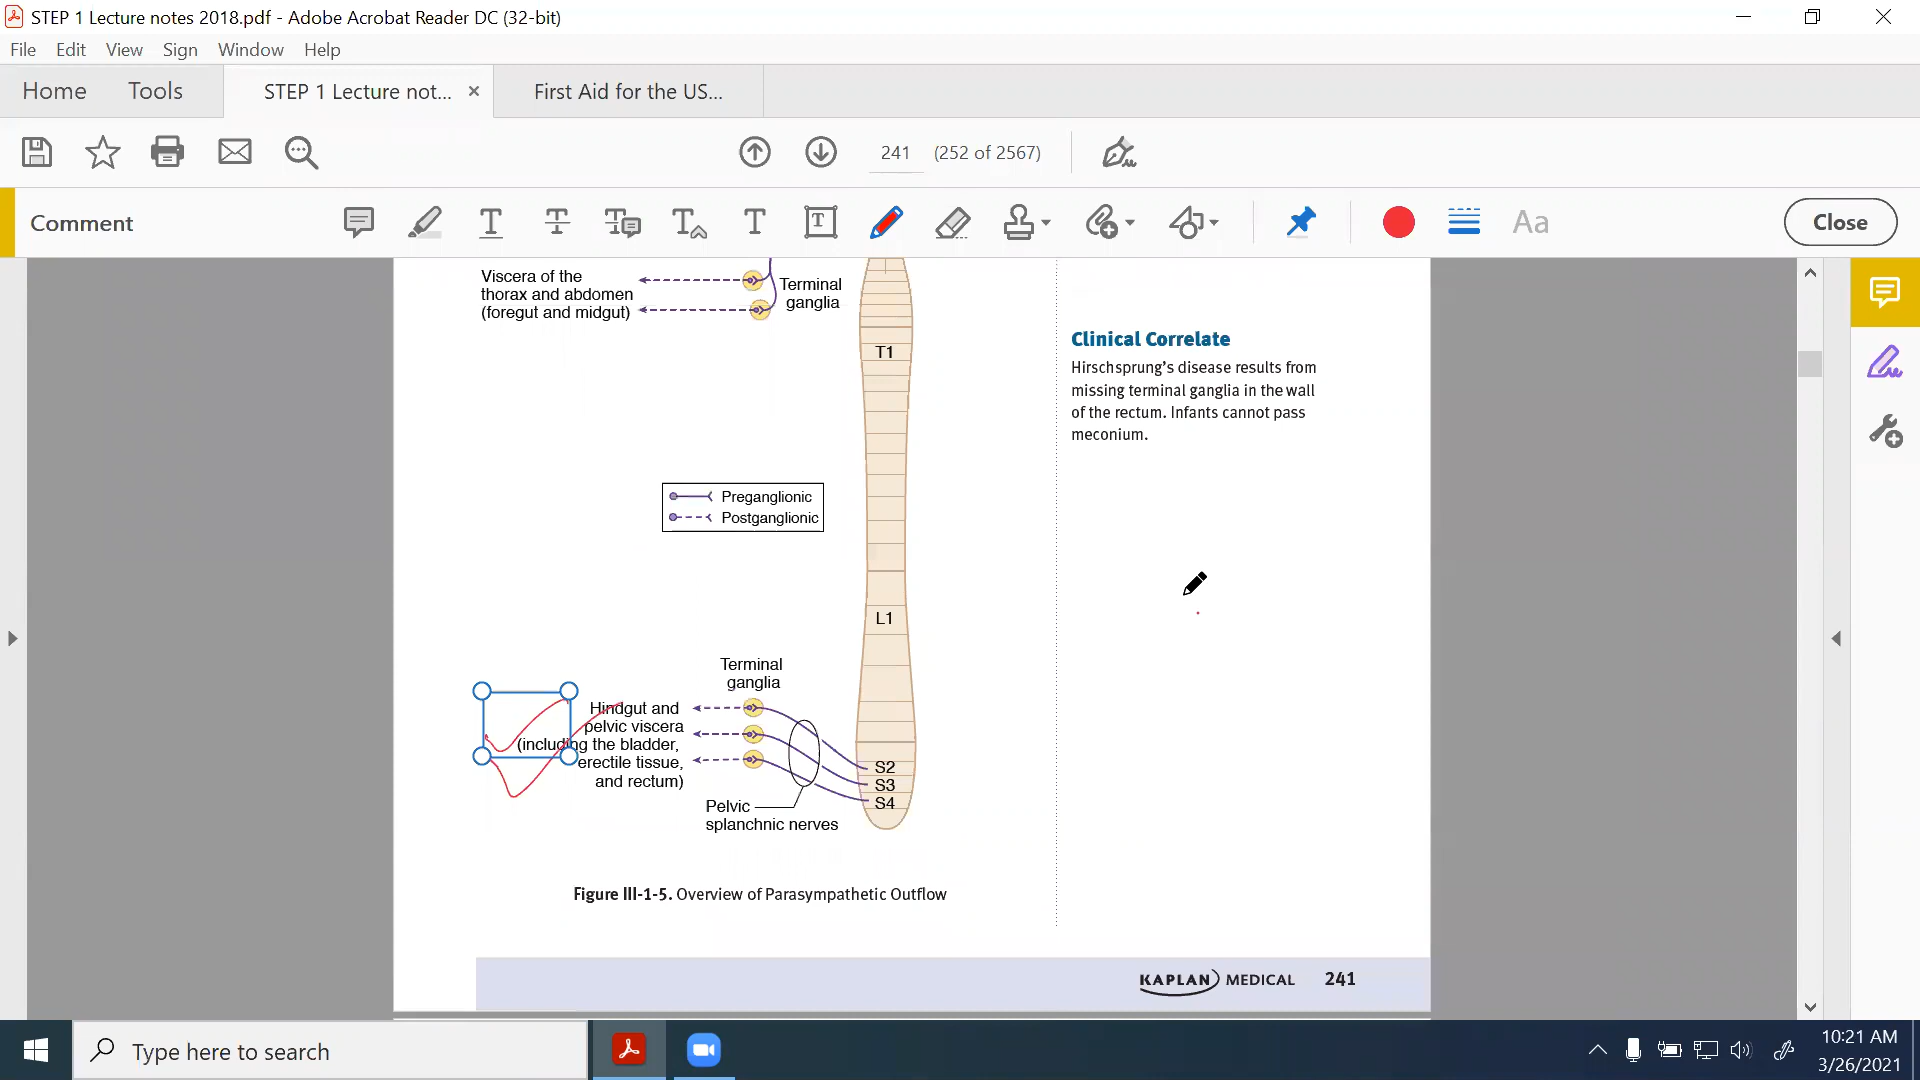 STEP 1 Lecture notes 2018.pdf - Adobe Acrobat Reader DC (32-bit)
File Edit View Sign Window Help
Home Tools STEP 1 Lecture not... × First Aid for the US...
241 (252 of 2567)
Comment Aa Close
Viscera of the
thorax and abdomen
(foregut and midgut)
Terminal
ganglia
T1
Clinical Correlate
Hirschsprung's disease results from
missing terminal ganglia in the wall
of the rectum. Infants cannot pass
meconium.
Preganglionic
Postganglionic
L1
Terminal
ganglia
Hindgut and
pelvic viscera
(including the bladder,
erectile tissue,
and rectum)
S2
S3
S4
Pelvic
splanchnic nerves
Figure III-1-5. Overview of Parasympathetic Outflow
KAPLAN MEDICAL 241
Type here to search
10:21 AM
3/26/2021